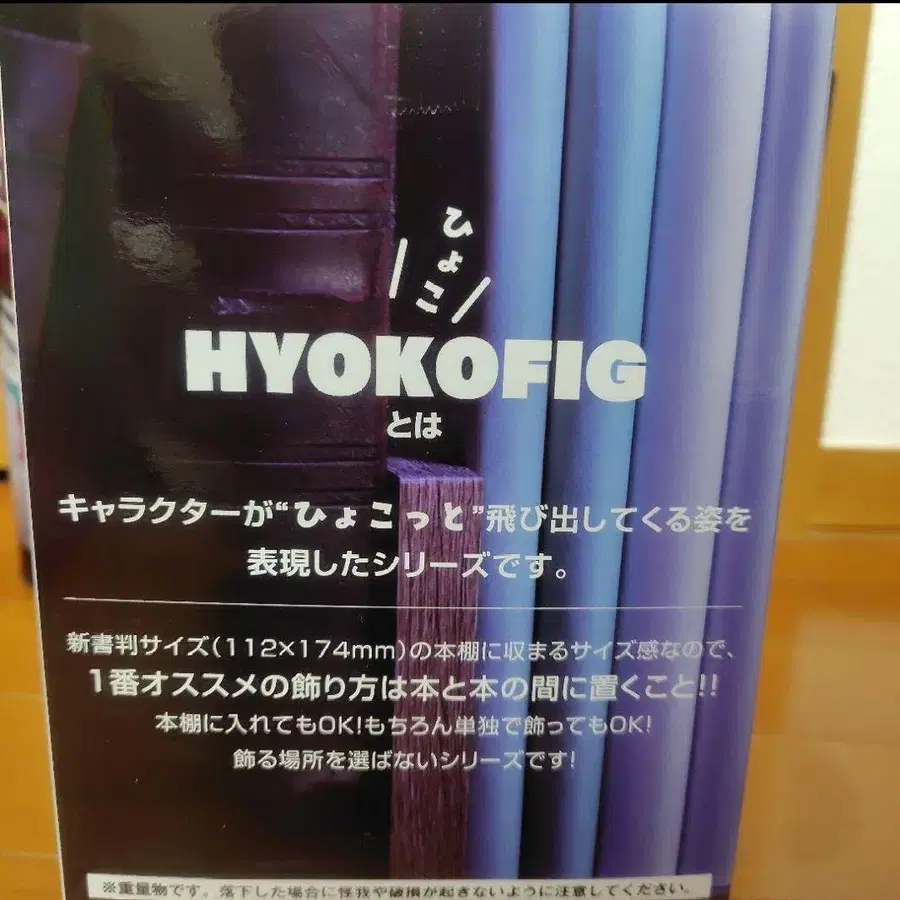 ひょこ
HYOKOFIG
とは
キャラクターが“ひょこっと”飛び出してくる姿を
表現したシリーズです。
新書判サイズ(112×174mm)の本棚に収まるサイズ感なので、
1番オススメの飾り方は本と本の間に置くこと!!
本棚に入れてもOK!もちろん単独で飾ってもOK!
飾る場所を選ばないシリーズです!
※重量物です。落下した場合に怪我や破損が起きないように注意してください。